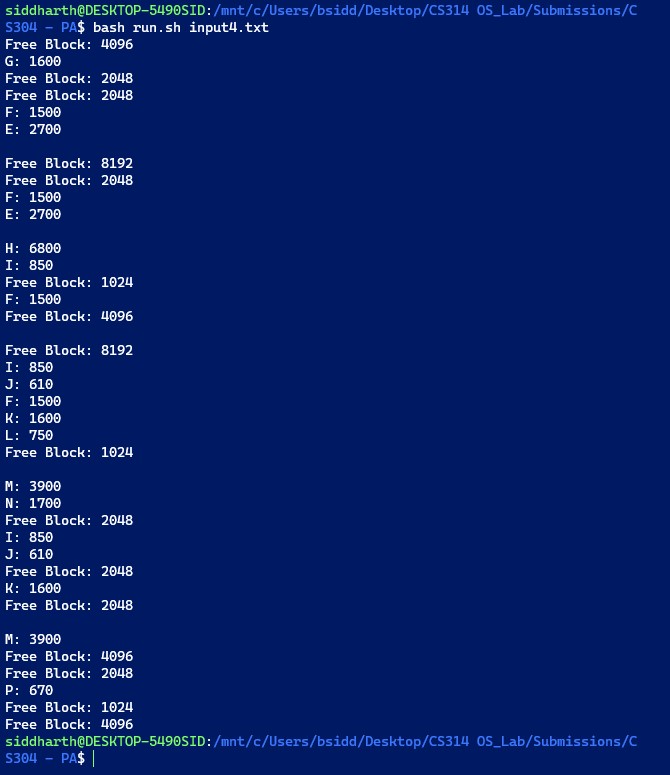 siddharth@DESKTOP-5490SID:/mnt/c/Users/bsidd/Desktop/CS314 OS_Lab/Submissions/C
S304 - PA$ bash run.sh input4.txt
Free Block: 4096
G: 1600
Free Block: 2048
Free Block: 2048
F: 1500
E: 2700

Free Block: 8192
Free Block: 2048
F: 1500
E: 2700

H: 6800
I: 850
Free Block: 1024
F: 1500
Free Block: 4096

Free Block: 8192
I: 850
J: 610
F: 1500
K: 1600
L: 750
Free Block: 1024

M: 3900
N: 1700
Free Block: 2048
I: 850
J: 610
Free Block: 2048
K: 1600
Free Block: 2048

M: 3900
Free Block: 4096
Free Block: 2048
P: 670
Free Block: 1024
Free Block: 4096
siddharth@DESKTOP-5490SID:/mnt/c/Users/bsidd/Desktop/CS314 OS_Lab/Submissions/C
S304 - PA$